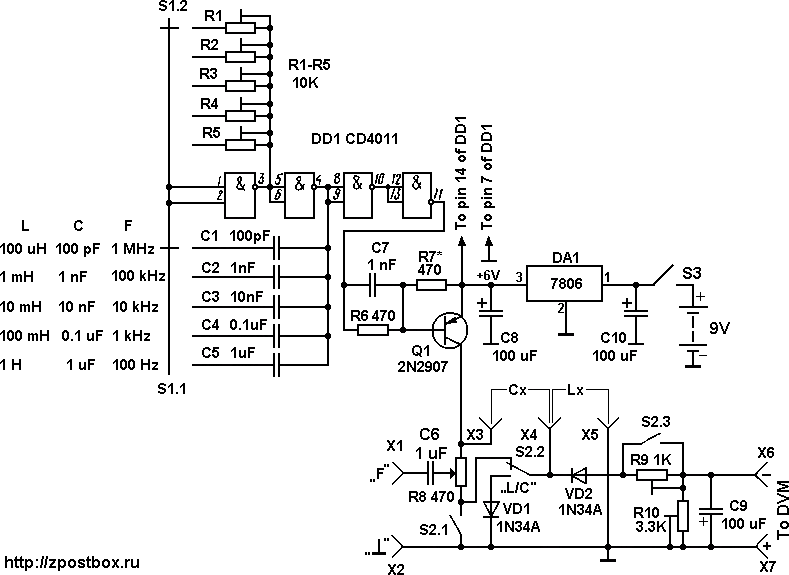 S1.2
R1
R2
R3
R4
R5
R1-R5
10K
DD1 CD4011
1
2
&
3
5
6
&
4
8
9
&
10
12
13
&
11
To pin 14 of DD1
To pin 7 of DD1
L C F
100 uH 100 pF 1 MHz
1 mH 1 nF 100 kHz
10 mH 10 nF 10 kHz
100 mH 0.1 uF 1 kHz
1 H 1 uF 100 Hz
S1.1
C1 100pF
C2 1nF
C3 10nF
C4 0.1uF
C5 1uF
C7
1 nF
R7*
470
R6 470
Q1
2N2907
+6V
+
C8
100 uF
DA1
3 7806 1
2
+
C10
100 uF
S3
+
9V
−
Cx Lx
X3 X4 X5
S2.2
S2.3
X1
„F"
C6
1 uF
R8 470
S2.1
„L/C"
VD1
1N34A
VD2
1N34A
R9 1K
R10
3.3K
C9
+
100 uF
X6
−
To DVM
+
X7
„⊥"
X2
http://zpostbox.ru